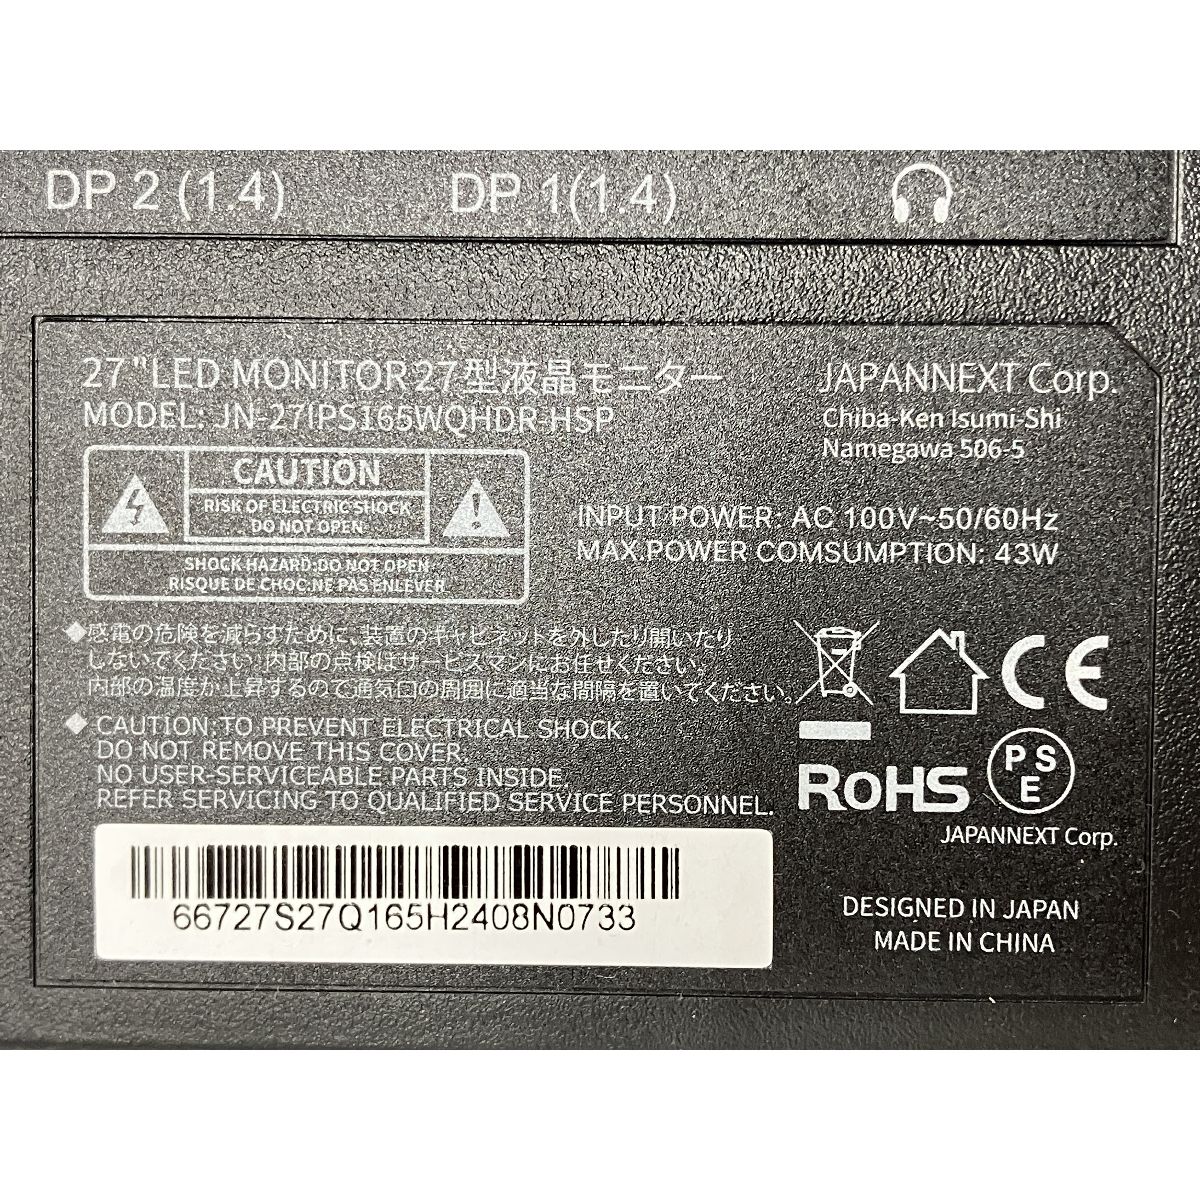 DP 2 (1.4) DP 1(1.4)
27"LED MONITOR 27型液晶モニター
MODEL: JN-27IPS165WQHDR-HSP
JAPANNEXT Corp.
Chiba-Ken Isumi-Shi
Namegawa 506-5
CAUTION
RISK OF ELECTRIC SHOCK
DO NOT OPEN
SHOCK HAZARD:DO NOT OPEN
RISQUE DE CHOC:NE PAS ENLEVER
INPUT POWER: AC 100V~50/60Hz
MAX.POWER COMSUMPTION: 43W
◆感電の危険を減らすために、装置のキャビネットを外したり開いたり
しないでください。内部の点検はサービスマンにお任せください。
内部の温度が上昇するので通気口の周囲に適当な間隔を置いてください。
◆ CAUTION:TO PREVENT ELECTRICAL SHOCK.
DO NOT REMOVE THIS COVER.
NO USER-SERVICEABLE PARTS INSIDE,
REFER SERVICING TO QUALIFIED SERVICE PERSONNEL.
CE
RoHS
PS
E
JAPANNEXT Corp.
66727S27Q165H2408N0733
DESIGNED IN JAPAN
MADE IN CHINA